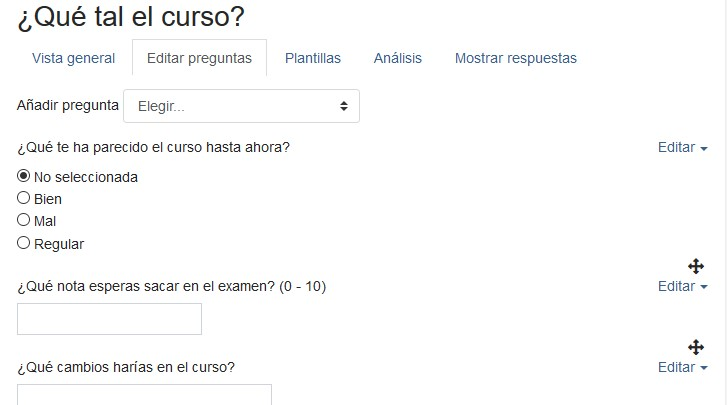 ¿Qué tal el curso?
Vista general Editar preguntas Plantillas Análisis Mostrar respuestas
Añadir pregunta Elegir...
¿Qué te ha parecido el curso hasta ahora? Editar
No seleccionada
Bien
Mal
Regular
¿Qué nota esperas sacar en el examen? (0 - 10) Editar
¿Qué cambios harías en el curso? Editar